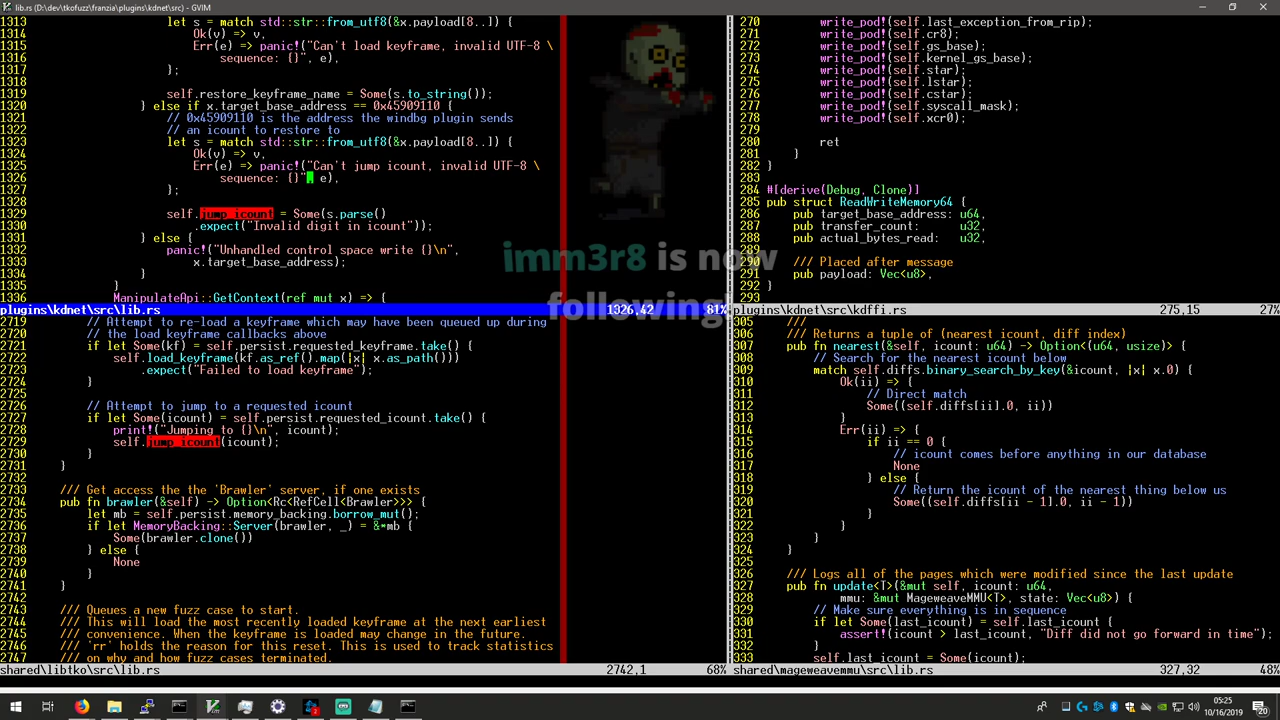 lib.rs (D:\dev\tkofuzz\franzia\plugins\kdnet\src) - GVIM
1313 let s = match std::str::from_utf8(&x.payload[8..]) {
1314 Ok(v) => v,
1315 Err(e) => panic!("Can't load keyframe, invalid UTF-8 \
1316 sequence: {}", e),
1317 };
1318
1319 self.restore_keyframe_name = Some(s.to_string());
1320 } else if x.target_base_address == 0x45909110 {
1321 // 0x45909110 is the address the windbg plugin sends
1322 // an icount to restore to
1323 let s = match std::str::from_utf8(&x.payload[8..]) {
1324 Ok(v) => v,
1325 Err(e) => panic!("Can't jump icount, invalid UTF-8 \
1326 sequence: {}", e),
1327 };
1328
1329 self.jump_icount = Some(s.parse()
1330 .expect("Invalid digit in icount"));
1331 } else {
1332 panic!("Unhandled control space write {}\n",
1333 x.target_base_address);
1334 }
1335 }
1336 ManipulateApi::GetContext(ref mut x) => {
plugins\kdnet\src\lib.rs 1326,42 81%
2719 // Attempt to re-load a keyframe which may have been queued up during
2720 // the load keyframe callbacks above
2721 if let Some(kf) = self.persist.requested_keyframe.take() {
2722 self.load_keyframe(kf.as_ref().map(|x| x.as_path()))
2723 .expect("Failed to load keyframe");
2724 }
2725
2726 // Attempt to jump to a requested icount
2727 if let Some(icount) = self.persist.requested_icount.take() {
2728 print!("Jumping to {}\n", icount);
2729 self.jump_icount(icount);
2730 }
2731 }
2732
2733 /// Get access the the 'Brawler' server, if one exists
2734 pub fn brawler(&self) -> Option<Rc<RefCell<Brawler>>> {
2735 let mb = self.persist.memory_backing.borrow_mut();
2736 if let MemoryBacking::Server(brawler, _) = &*mb {
2737 Some(brawler.clone())
2738 } else {
2739 None
2740 }
2741 }
2742
2743 /// Queues a new fuzz case to start.
2744 /// This will load the most recently loaded keyframe at the next earliest
2745 /// convenience. When the keyframe is loaded may change in the future.
2746 /// 'rr' holds the reason for this reset. This is used to track statistics
2747 /// on why and how fuzz cases terminated.
shared\libtko\src\lib.rs 2742,1 68%
imm3r8 is now
following!
270 write_pod!(self.last_exception_from_rip);
271 write_pod!(self.cr8);
272 write_pod!(self.gs_base);
273 write_pod!(self.kernel_gs_base);
274 write_pod!(self.star);
275 write_pod!(self.lstar);
276 write_pod!(self.cstar);
277 write_pod!(self.syscall_mask);
278 write_pod!(self.xcr0);
279
280 ret
281 }
282 }
283
284 #[derive(Debug, Clone)]
285 pub struct ReadWriteMemory64 {
286 pub target_base_address: u64,
287 pub transfer_count: u32,
288 pub actual_bytes_read: u32,
289
290 /// Placed after message
291 pub payload: Vec<u8>,
292 }
293
plugins\kdnet\src\kdffi.rs 275,15 27%
305 ///
306 /// Returns a tuple of (nearest icount, diff index)
307 pub fn nearest(&self, icount: u64) -> Option<(u64, usize)> {
308 // Search for the nearest icount below
309 match self.diffs.binary_search_by_key(&icount, |x| x.0) {
310 Ok(ii) => {
311 // Direct match
312 Some((self.diffs[ii].0, ii))
313 }
314 Err(ii) => {
315 if ii == 0 {
316 // icount comes before anything in our database
317 None
318 } else {
319 // Return the icount of the nearest thing below us
320 Some((self.diffs[ii - 1].0, ii - 1))
321 }
322 }
323 }
324 }
325
326 /// Logs all of the pages which were modified since the last update
327 pub fn update<T>(&mut self, icount: u64,
328 mmu: &mut MageweaveMMU<T>, state: Vec<u8>) {
329 // Make sure everything is in sequence
330 if let Some(last_icount) = self.last_icount {
331 assert!(icount > last_icount, "Diff did not go forward in time");
332 }
333 self.last_icount = Some(icount);
shared\mageweavemmu\src\lib.rs 327,32 48%
05:25
10/16/2019
20